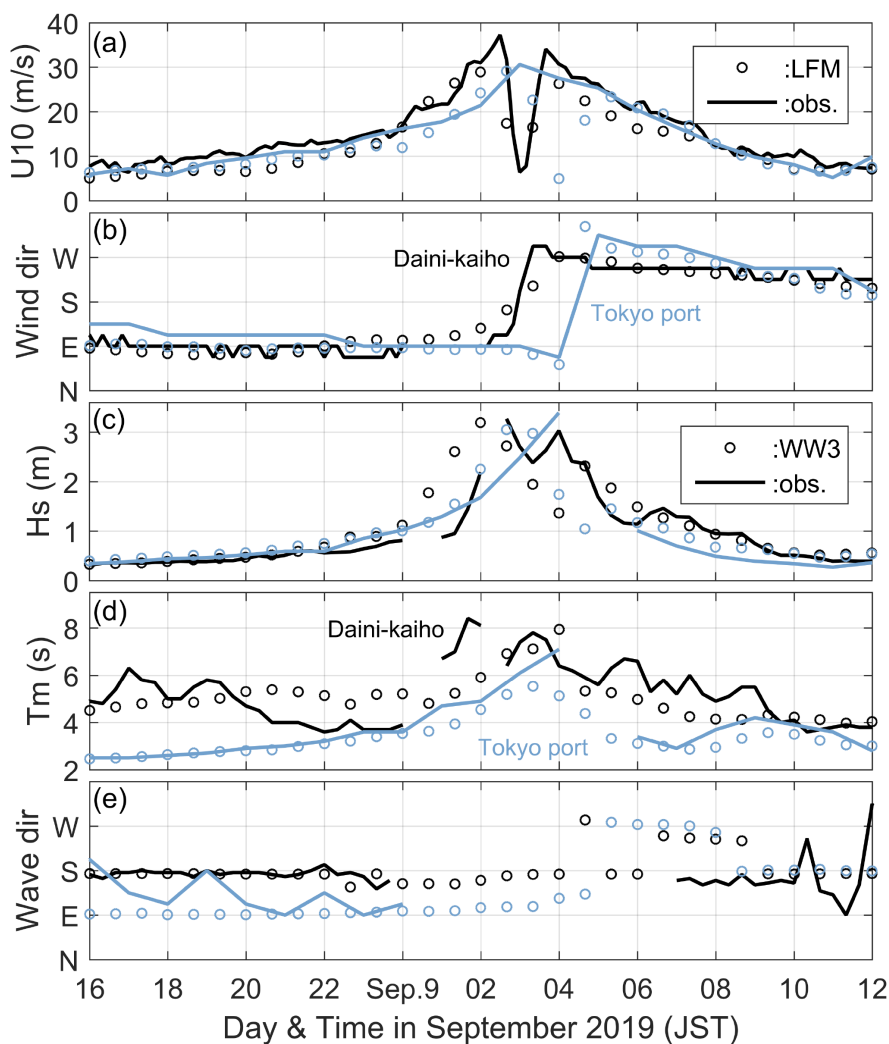 (a)
U10 (m/s)
40
30
20
10
0
:LFM
:obs.
(b)
Wind dir
W
S
E
N
Daini-kaiho
Tokyo port
(c)
Hs (m)
3
2
1
0
:WW3
:obs.
(d)
Tm (s)
8
6
4
2
Daini-kaiho
Tokyo port
(e)
Wave dir
W
S
E
N
16 18 20 22 Sep.9 02 04 06 08 10 12
Day & Time in September 2019 (JST)